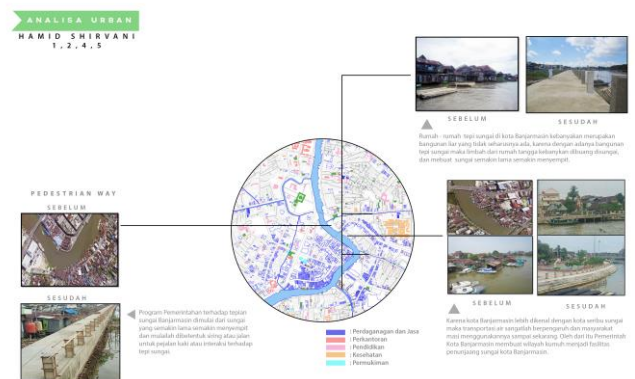 ANALISA URBAN
HAMID SHIRVANI
1,2,4,5
SEBELUM
SESUDAH
Rumah - rumah tepi sungai di kota Banjarmasin kebanyakan merupakan
bangunan liar yang tidak seharusnya ada, karena dengan adanya bangunan
tepi sungai maka limbah dari rumah tangga kebanyakan dibuang disungai,
dan mebuat sungai semakin lama semakin menyempit.
PEDESTRIAN WAY
SEBELUM
SESUDAH
Program Pemerintahan terhadap tepian
sungai Banjarmasin dimulai dari sungai
yang semakin lama semakin menyempit
dan malailah dibetentuk siring atau jalan
untuk pejalan kaki atau interaksi terhadap
tepi sungai.
: Perdaganagan dan Jasa
: Perkantoran
: Pendidikan
: Kesehatan
: Permukiman
SEBELUM
SESUDAH
Karena kota Banjarmasin lebih dikenal dengan kota seribu sungai
maka transportasi air sangatlah berpengaruh dan masyarakat
masi menggunakannya sampai sekarang. Oleh dari itu Pemerintah
Kota Banjarmasin membuat wilayah kumuh menjadi fasilitas
penunjang sungai kota Banjarmasin.